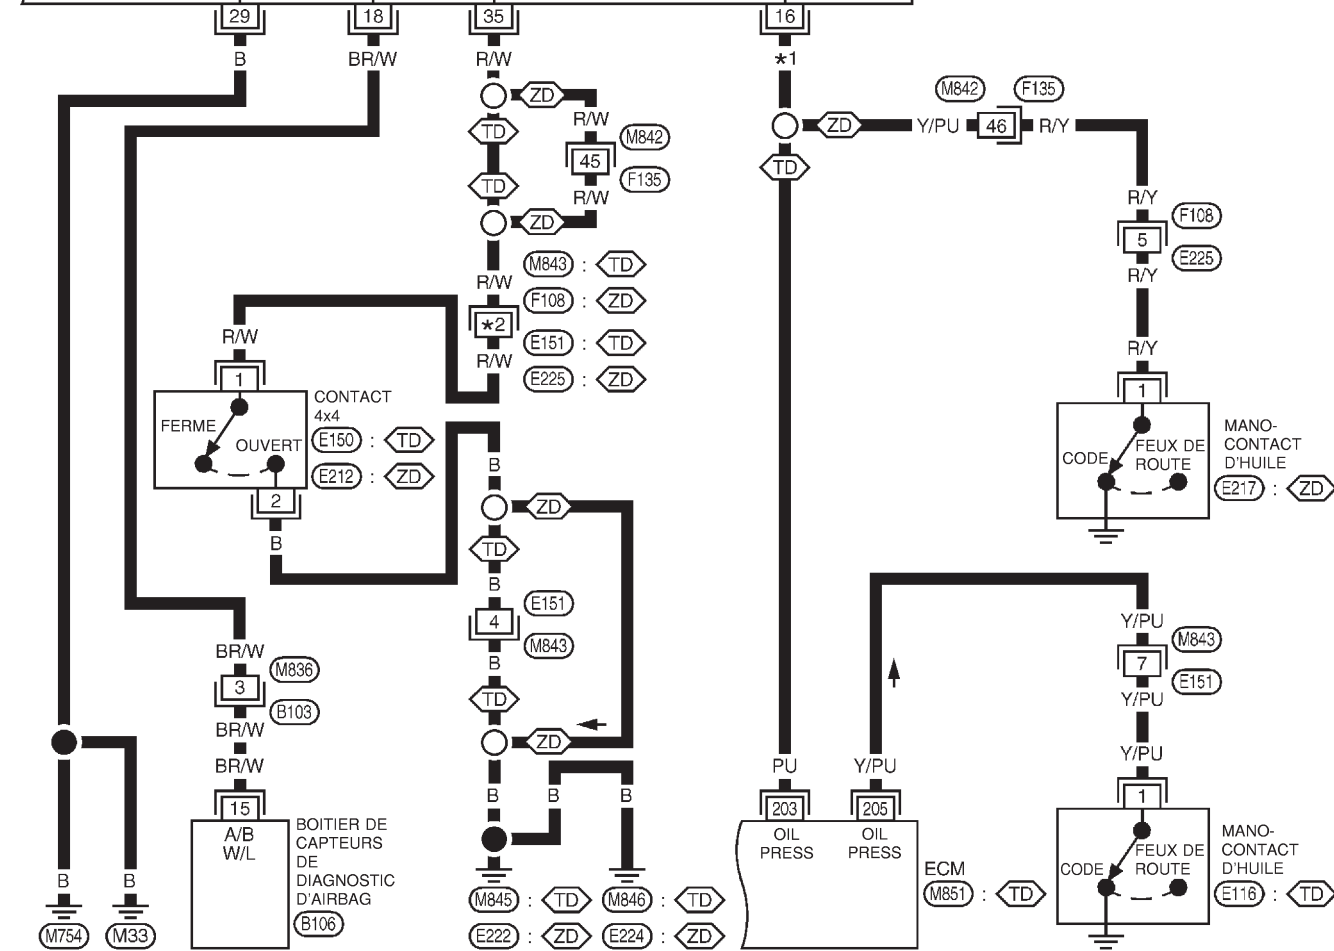 29 18 35 16
B BR/W R/W *1
M842 F135
ZD R/W ZD Y/PU 46 R/Y
TD M842
45 TD
TD F135
R/W R/Y
ZD F108
5
M843 : TD E225
R/W R/Y
F108 : ZD
*2
R/W E151 : TD R/Y
R/W
E225 : ZD
1 1
CONTACT
4x4
FERME E150 : TD MANO-
OUVERT CONTACT
CODE FEUX DE D'HUILE
B ROUTE
E212 : ZD E217 : ZD
2
ZD
B TD
B
E151
4 Y/PU
BR/W M843 M843
M836 B 7
3 E151
B103 TD Y/PU
BR/W
ZD Y/PU
BR/W PU Y/PU
B B B 1
15 203 205
A/B BOITIER DE OIL OIL MANO-
W/L CAPTEURS PRESS PRESS CONTACT
DE FEUX DE D'HUILE
DIAGNOSTIC ECM CODE ROUTE
B B D'AIRBAG M845 : TD M846 : TD M851 : TD E116 : TD
B106
M754 M33 E222 : ZD E224 : ZD